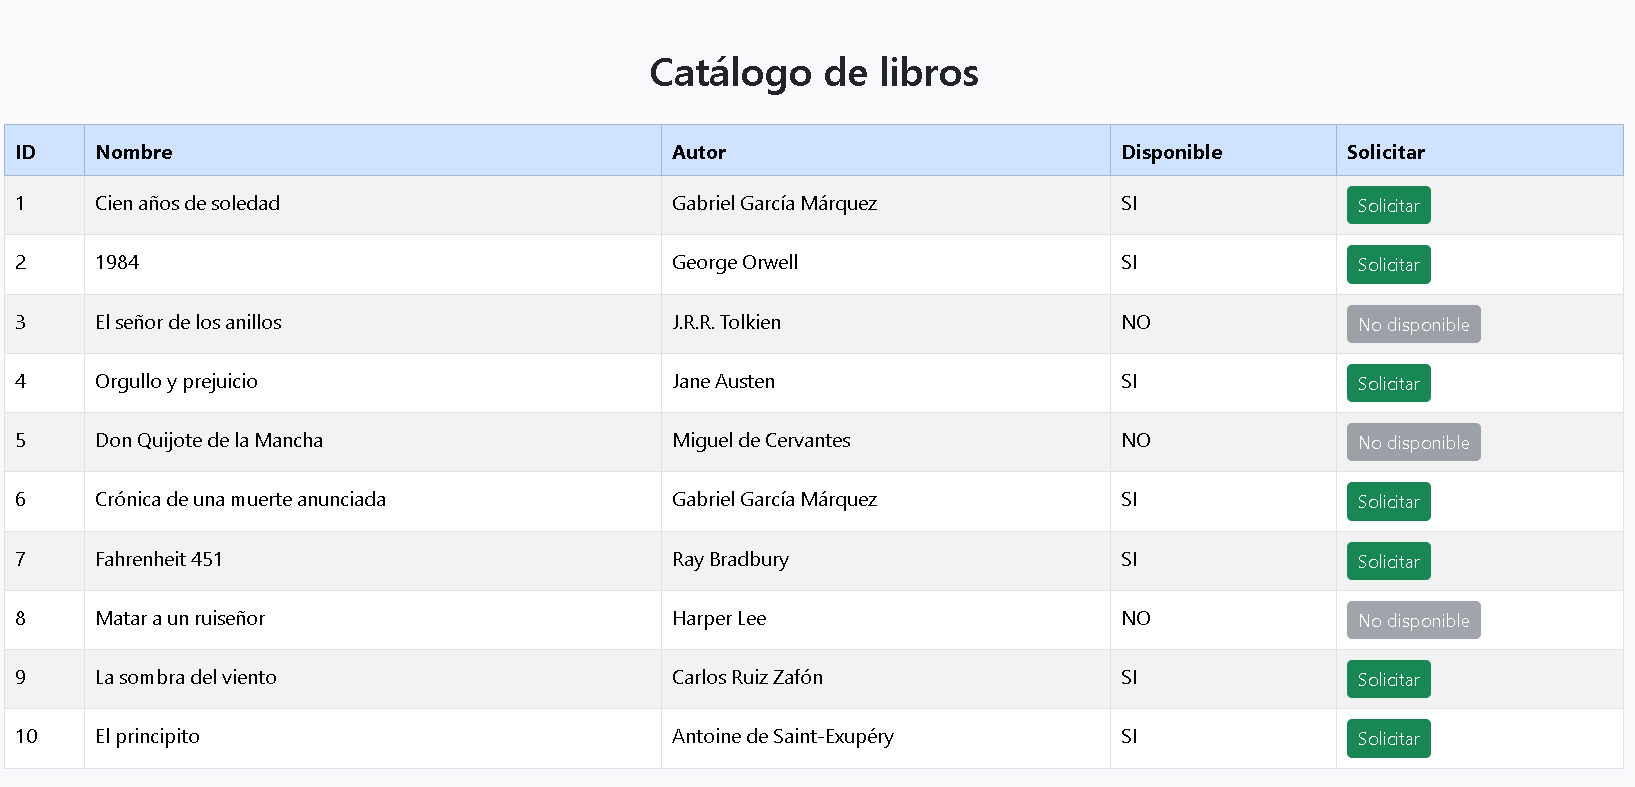 Catálogo de libros
ID Nombre Autor Disponible Solicitar
1 Cien años de soledad Gabriel García Márquez SI Solicitar
2 1984 George Orwell SI Solicitar
3 El señor de los anillos J.R.R. Tolkien NO No disponible
4 Orgullo y prejuicio Jane Austen SI Solicitar
5 Don Quijote de la Mancha Miguel de Cervantes NO No disponible
6 Crónica de una muerte anunciada Gabriel García Márquez SI Solicitar
7 Fahrenheit 451 Ray Bradbury SI Solicitar
8 Matar a un ruiseñor Harper Lee NO No disponible
9 La sombra del viento Carlos Ruiz Zafón SI Solicitar
10 El principito Antoine de Saint-Exupéry SI Solicitar